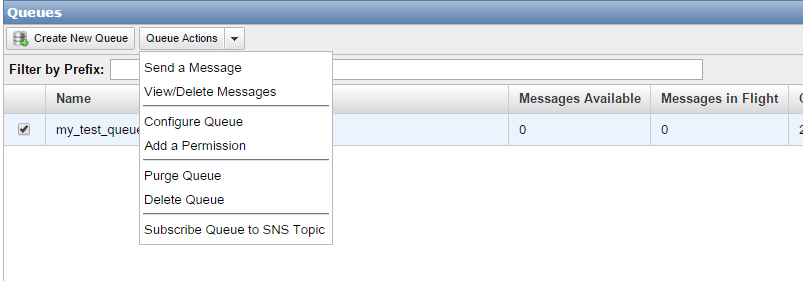 Queues
Create New Queue Queue Actions
Filter by Prefix:
Send a Message
View/Delete Messages
Configure Queue
Add a Permission
Purge Queue
Delete Queue
Subscribe Queue to SNS Topic
Name Messages Available Messages in Flight
my_test_queue 0 0